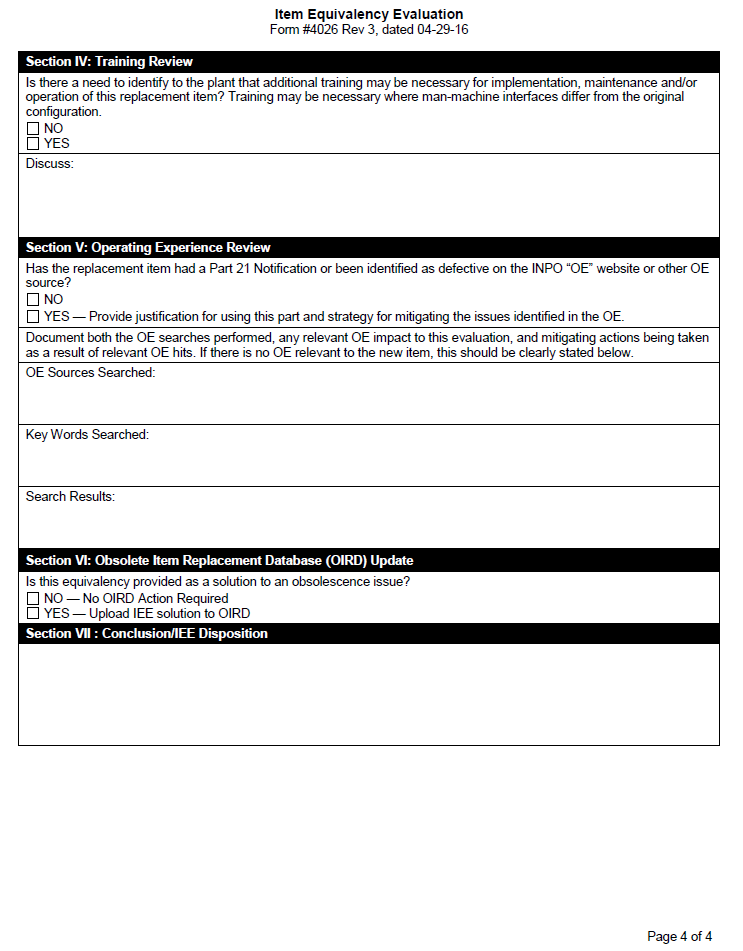 Item Equivalency Evaluation
Form #4026 Rev 3, dated 04-29-16
Section IV: Training Review
Is there a need to identify to the plant that additional training may be necessary for implementation, maintenance and/or
operation of this replacement item? Training may be necessary where man-machine interfaces differ from the original
configuration.
NO
YES
Discuss:
Section V: Operating Experience Review
Has the replacement item had a Part 21 Notification or been identified as defective on the INPO “OE” website or other OE
source?
NO
YES — Provide justification for using this part and strategy for mitigating the issues identified in the OE.
Document both the OE searches performed, any relevant OE impact to this evaluation, and mitigating actions being taken
as a result of relevant OE hits. If there is no OE relevant to the new item, this should be clearly stated below.
OE Sources Searched:
Key Words Searched:
Search Results:
Section VI: Obsolete Item Replacement Database (OIRD) Update
Is this equivalency provided as a solution to an obsolescence issue?
NO — No OIRD Action Required
YES — Upload IEE solution to OIRD
Section VII : Conclusion/IEE Disposition
Page 4 of 4